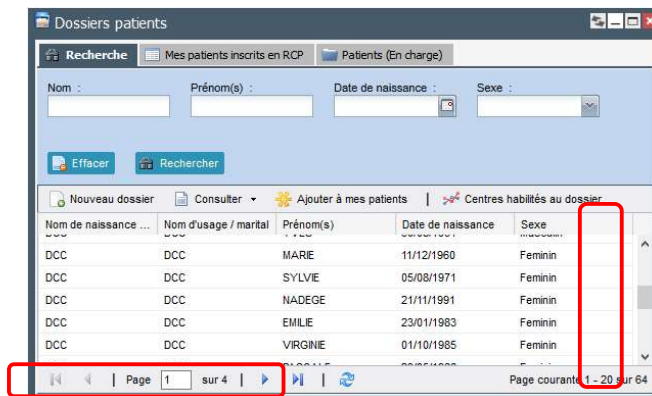 Dossiers patients
Recherche Mes patients inscrits en RCP Patients (En charge)
Nom : Prénom(s) : Date de naissance : Sexe :
Effacer Rechercher
Nouveau dossier Consulter Ajouter à mes patients | Centres habilités au dossier
Nom de naissance ... Nom d'usage / marital Prénom(s) Date de naissance Sexe
DCC DCC MARIE 11/12/1960 Feminin
DCC DCC SYLVIE 05/08/1971 Feminin
DCC DCC NADEGE 21/11/1991 Feminin
DCC DCC EMILIE 23/01/1983 Feminin
DCC DCC VIRGINIE 01/10/1985 Feminin
| Page 1 sur 4 | | Page courante 1 - 20 sur 64